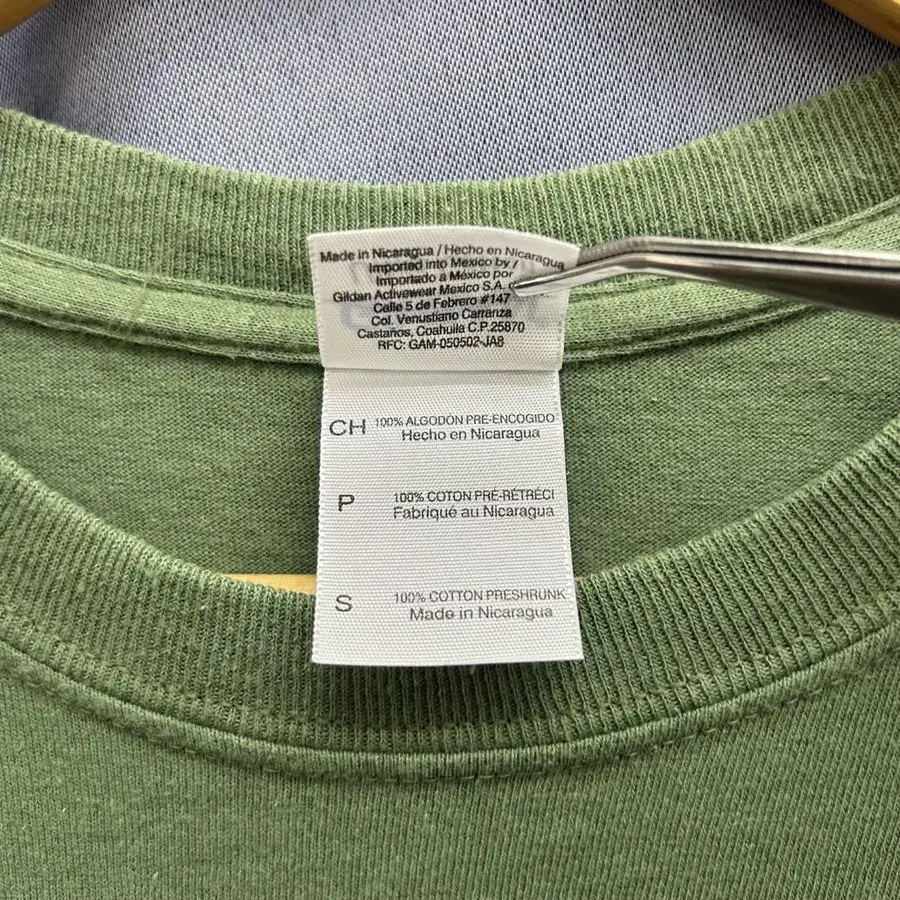 Made in Nicaragua / Hecho en Nicaragua
Imported into Mexico by /
Importado a México por
Gildan Activewear Mexico S.A.
Calle 5 de Febrero #147
Col. Venustiano Carranza
Castaños, Coahuila C.P.25870
RFC: GAM-050502-JA8
CH 100% ALGODÓN PRE-ENCOGIDO
Hecho en Nicaragua
P 100% COTON PRÉ-RÉTRÉCI
Fabriqué au Nicaragua
S 100% COTTON PRESHRUNK
Made in Nicaragua